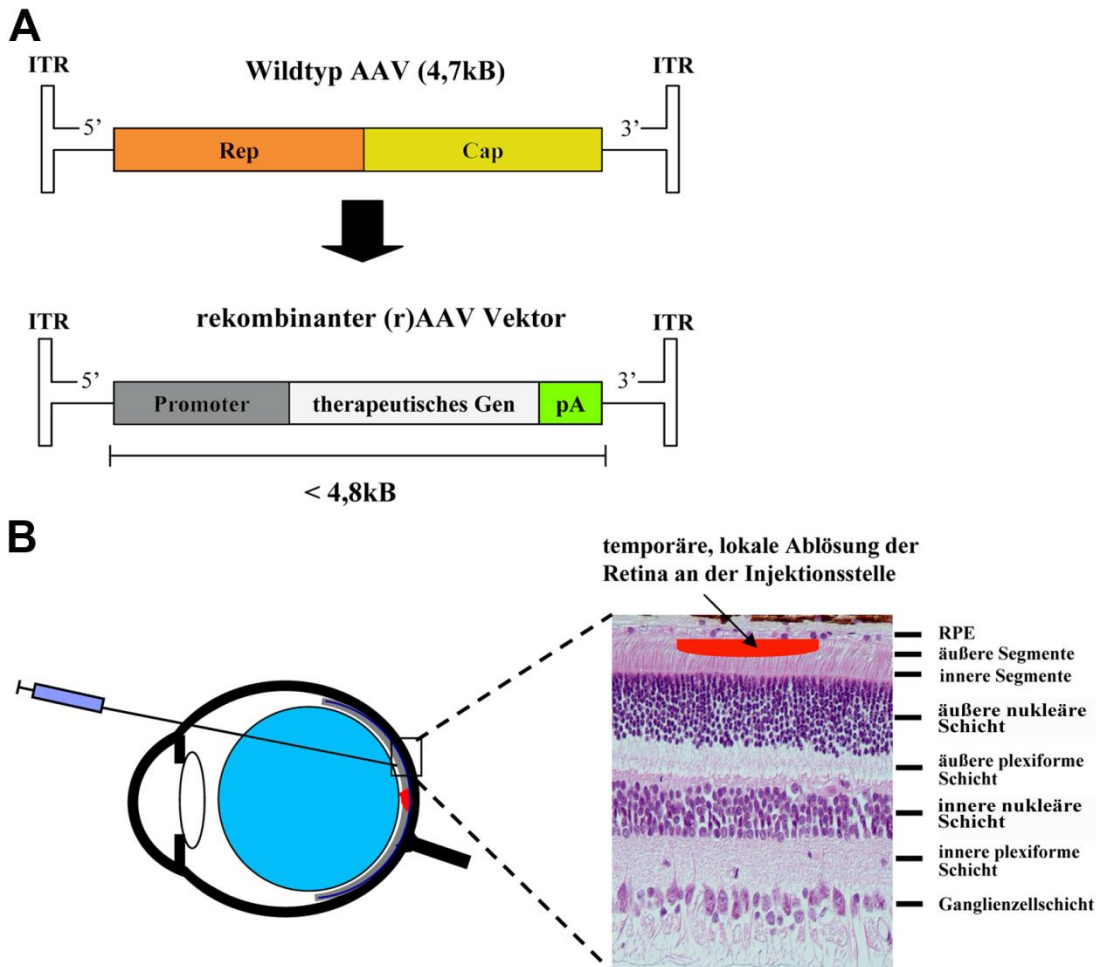 A
ITR
Wildtyp AAV (4,7kB)
ITR
5’
3’
Rep
Cap
rekombinanter (r)AAV Vektor
ITR
ITR
5’
3’
Promoter
therapeutisches Gen
pA
< 4,8kB
B
temporäre, lokale Ablösung der
Retina an der Injektionsstelle
RPE
äußere Segmente
innere Segmente
äußere nukleäre
Schicht
äußere plexiforme
Schicht
innere nukleäre
Schicht
innere plexiforme
Schicht
Ganglienzellschicht